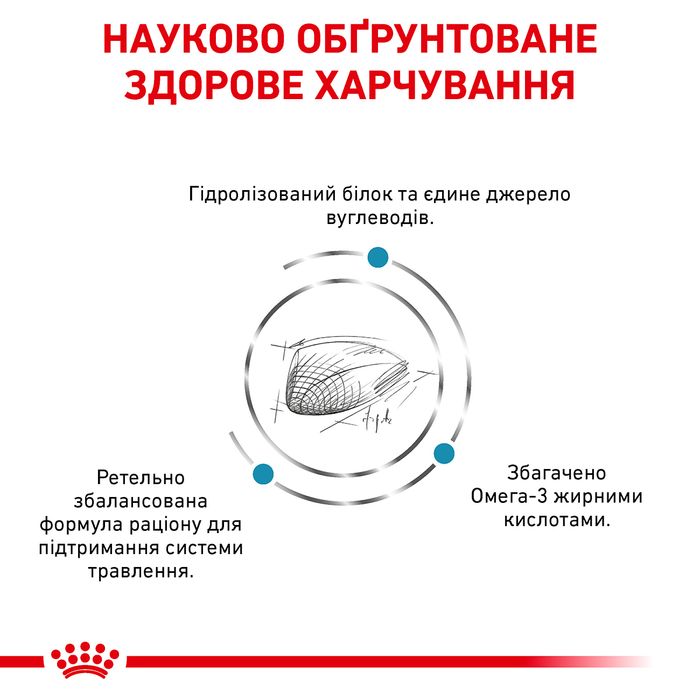 НАУКОВО ОБҐРУНТОВАНЕ
ЗДОРОВЕ ХАРЧУВАННЯ
Гідролізований білок та єдине джерело
вуглеводів.
Ретельно
збалансована
формула раціону для
підтримання системи
травлення.
Збагачено
Омега-3 жирними
кислотами.